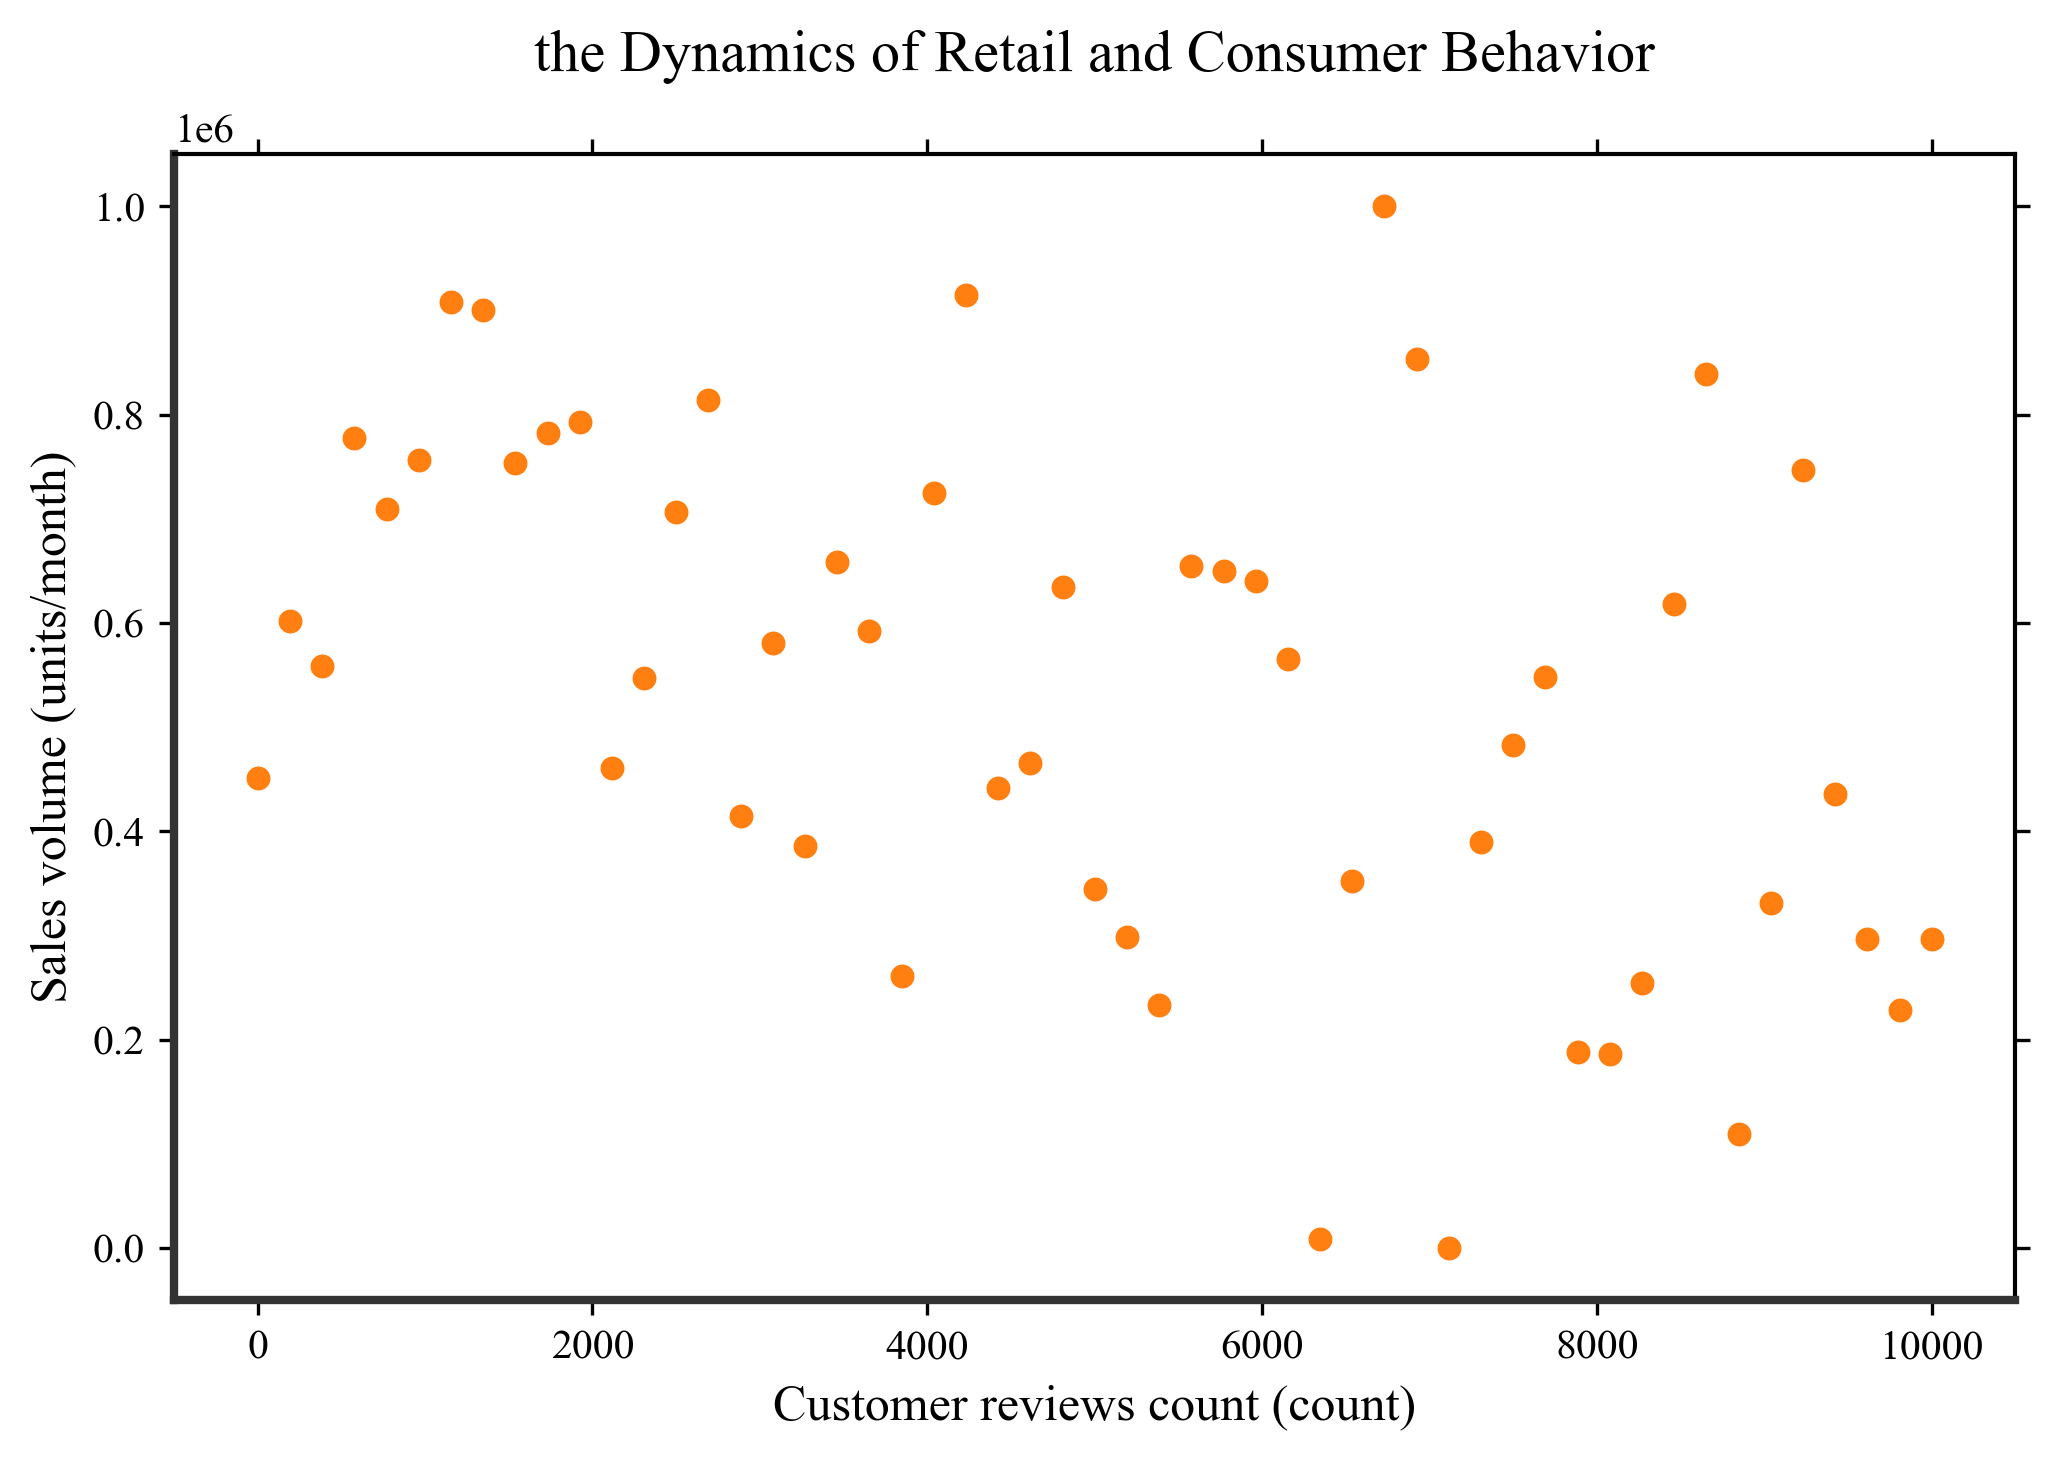 the Dynamics of Retail and Consumer Behavior
1e6
1.0
0.8
0.6
0.4
0.2
0.0
Sales volume (units/month)
0 2000 4000 6000 8000 10000
Customer reviews count (count)